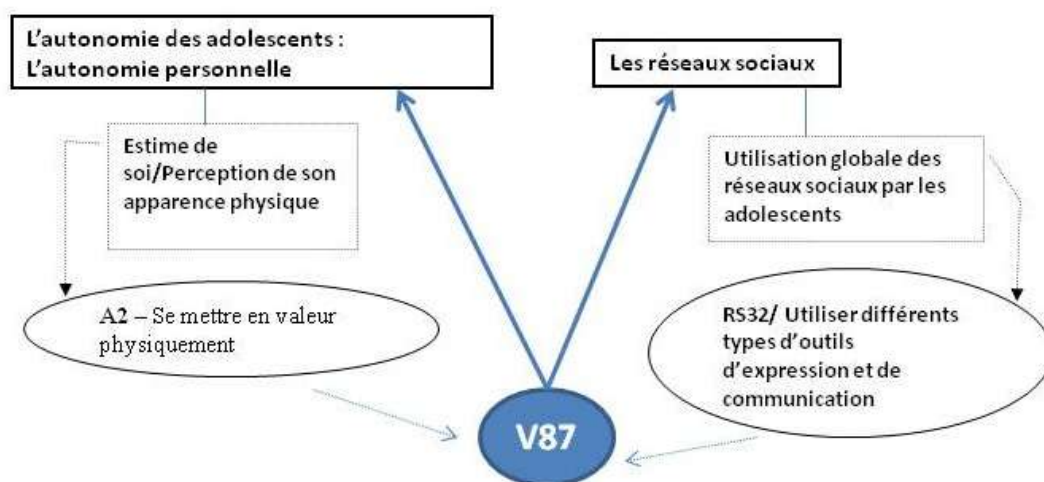 L'autonomie des adolescents :
L'autonomie personnelle
Les réseaux sociaux
Estime de
soi/Perception de son
apparence physique
Utilisation globale des
réseaux sociaux par les
adolescents
A2 – Se mettre en valeur
physiquement
RS32/ Utiliser différents
types d'outils
d'expression et de
communication
V87